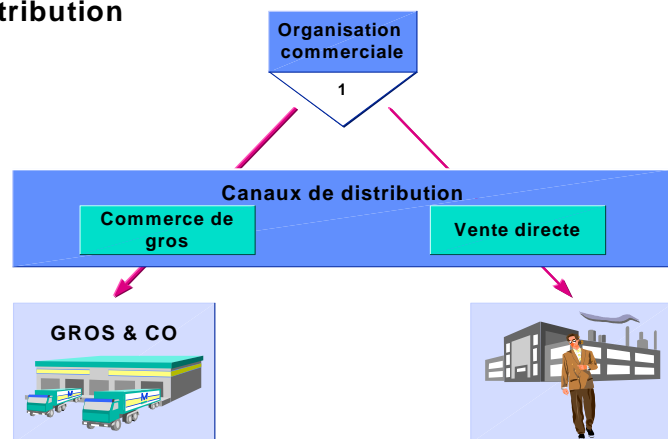 tribution
Organisation
commerciale
1
Canaux de distribution
Commerce de
gros
Vente directe
GROS & CO
M
M